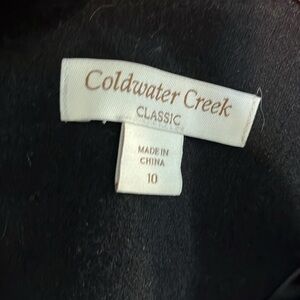 Coldwater Creek
CLASSIC
MADE IN
CHINA
10